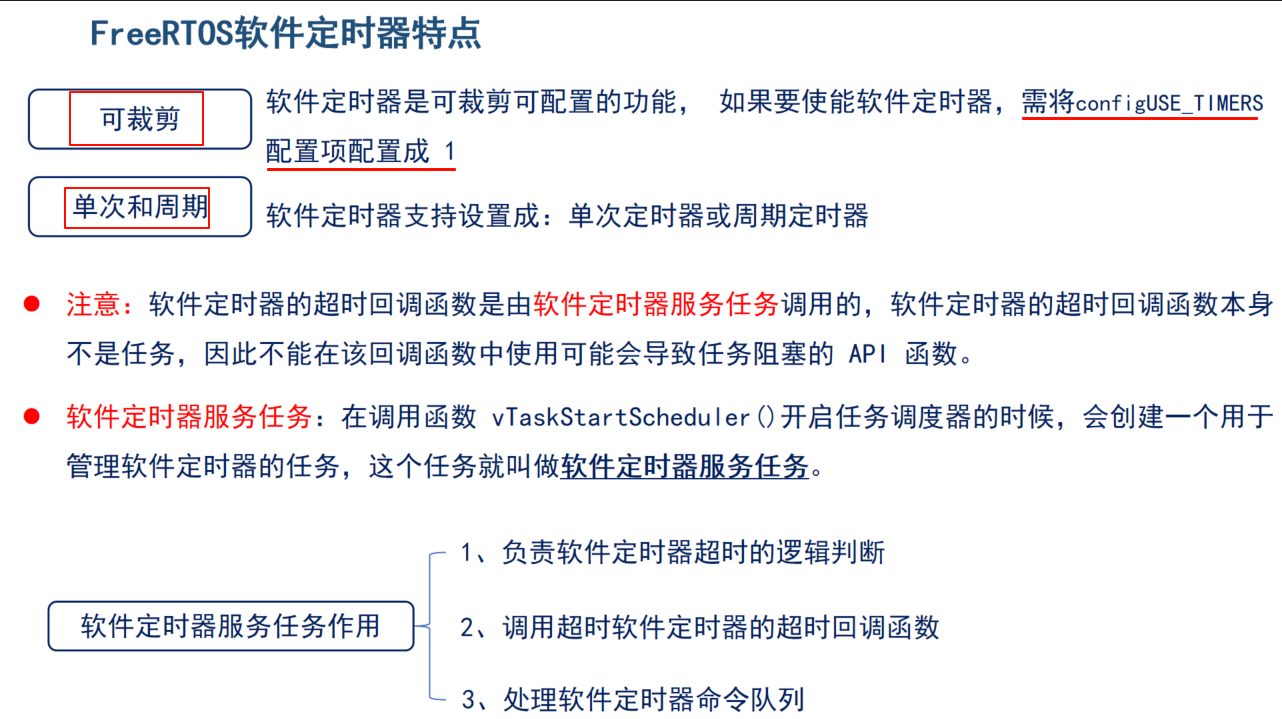 FreeRTOS软件定时器特点
可裁剪
软件定时器是可裁剪可配置的功能， 如果要使能软件定时器，需将configUSE_TIMERS
配置项配置成 1
单次和周期
软件定时器支持设置成：单次定时器或周期定时器
注意：软件定时器的超时回调函数是由软件定时器服务任务调用的，软件定时器的超时回调函数本身
不是任务，因此不能在该回调函数中使用可能会导致任务阻塞的 API 函数。
软件定时器服务任务：在调用函数 vTaskStartScheduler()开启任务调度器的时候，会创建一个用于
管理软件定时器的任务，这个任务就叫做软件定时器服务任务。
软件定时器服务任务作用
1、负责软件定时器超时的逻辑判断
2、调用超时软件定时器的超时回调函数
3、处理软件定时器命令队列